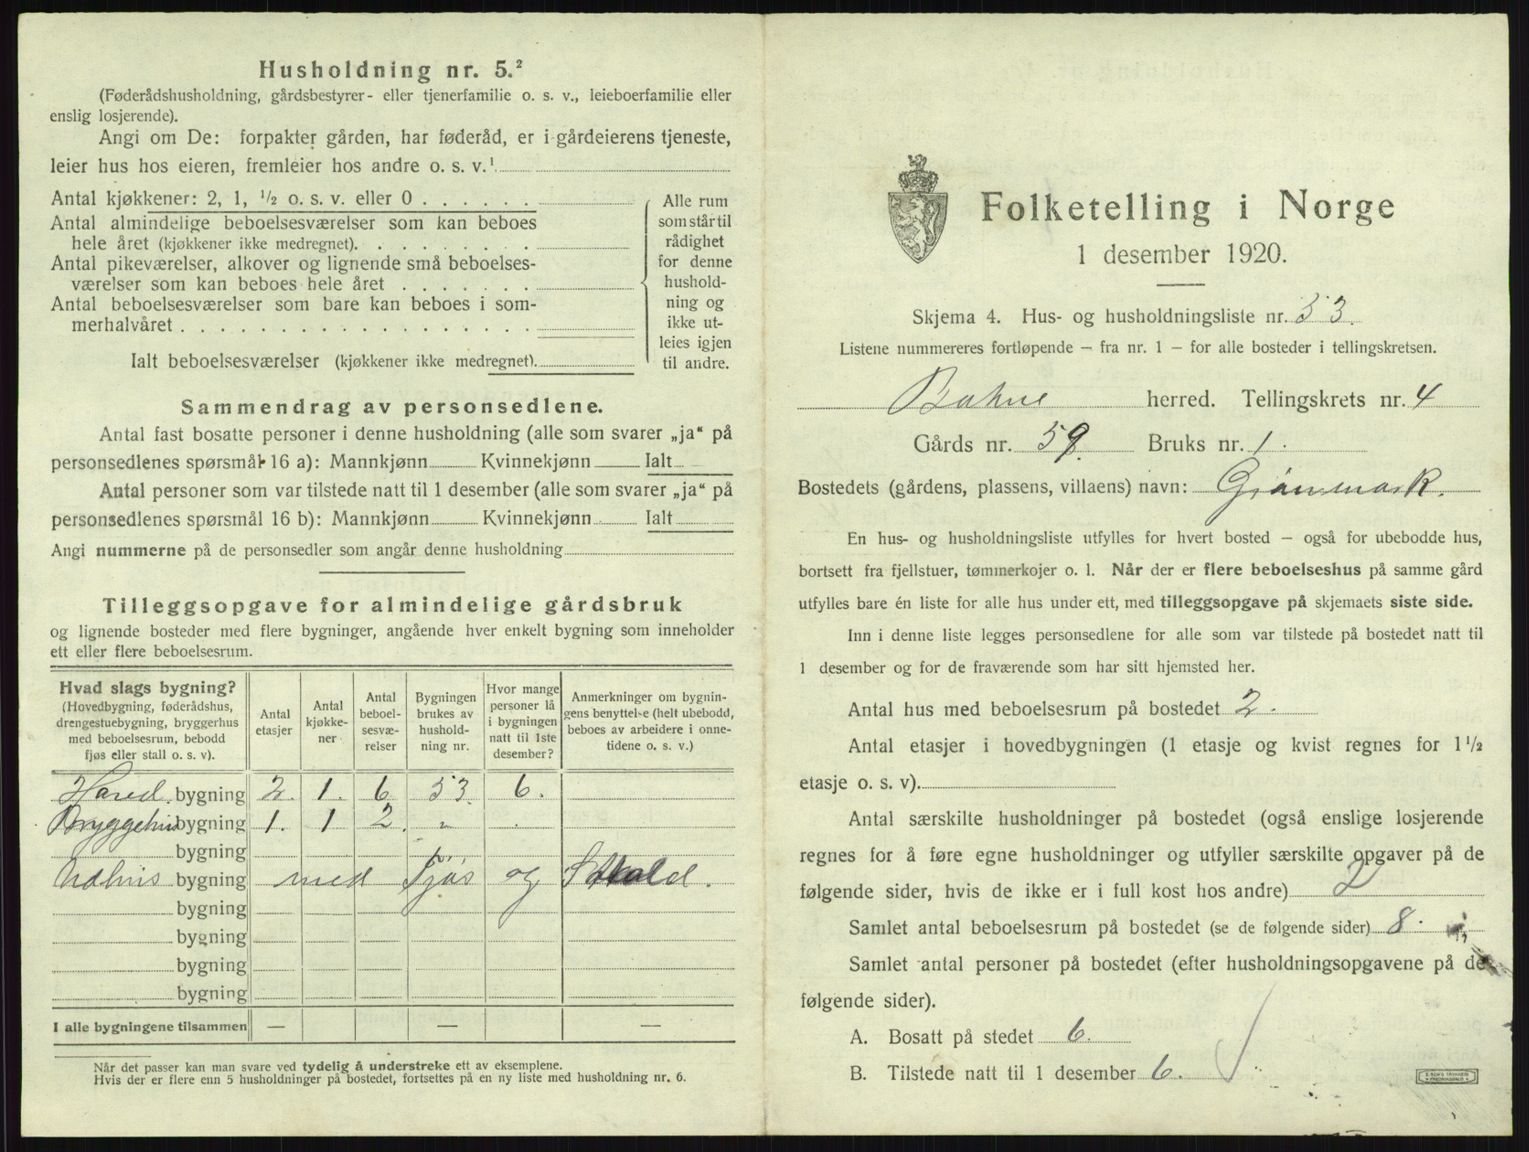 Husholdning nr. 5.²
(Føderådshusholdning, gårdsbestyrer- eller tjenerfamilie o. s. v., leieboerfamilie eller
enslig losjerende).
Angi om De: forpakter gården, har føderåd, er i gårdeierens tjeneste,
leier hus hos eieren, fremleier hos andre o. s. v.¹
Antal kjøkkener: 2, 1, ½ o. s. v. eller 0 . . . . . .
Antal almindelige beboelsesværelser som kan beboes
hele året (kjøkkener ikke medregnet). . . . . . . . .
Antal pikeværelser, alkover og lignende små beboelses-
værelser som kan beboes hele året . . . . . . .
Antal beboelsesværelser som bare kan beboes i som-
merhalvåret . . . . . . . . . . . . . . . . . .
Ialt beboelsesværelser (kjøkkener ikke medregnet).
Alle rum
som står til
rådighet
for denne
hushold-
ning og
ikke ut-
leies igjen
til andre.
Sammendrag av personsedlene.
Antal fast bosatte personer i denne husholdning (alle som svarer „ja“ på
personsedlenes spørsmål 16 a): Mannkjønn Kvinnekjønn Ialt
Antal personer som var tilstede natt til 1 desember (alle som svarer „ja“ på
personsedlenes spørsmål 16 b): Mannkjønn Kvinnekjønn Ialt
Angi nummerne på de personsedler som angår denne husholdning
Tilleggsopgave for almindelige gårdsbruk
og lignende bosteder med flere bygninger, angående hver enkelt bygning som inneholder
ett eller flere beboelsesrum.
Hvad slags bygning?
(Hovedbygning, føderådshus,
drengestuebygning, bryggerhus
med beboelsesrum, bebodd
fjøs eller stall o. s. v).
Antal
etasjer
Antal
kjøkke-
ner
Antal
beboel-
sesvæ-
relser
Bygningen
brukes av
hushold-
ning nr.
Hvor mange
personer lå
i bygningen
natt til 1ste
desember?
Anmerkninger om bygnin-
gens benyttelse (helt ubebodd,
beboes av arbeidere i onne-
tidene o. s. v.)
Hoved. bygning 2. 1. 6 53. 6.
Bryggehus bygning 1. 1 2. „ .
bygning
Udhus bygning med Fjøs og Stald.
bygning
bygning
bygning
bygning
I alle bygningene tilsammen — — —
Når det passer kan man svare ved tydelig å understreke ett av eksemplene.
Hvis der er flere enn 5 husholdninger på bostedet, fortsettes på en ny liste med husholdning nr. 6.
Folketelling i Norge
1 desember 1920.
Skjema 4. Hus- og husholdningsliste nr. 53.
Listene nummereres fortløpende — fra nr. 1 — for alle bosteder i tellingskretsen.
herred. Tellingskrets nr. 4
Gårds nr. 59. Bruks nr. 1.
Bostedets (gårdens, plassens, villaens) navn: Grönmark.
En hus- og husholdningsliste utfylles for hvert bosted — også for ubebodde hus,
bortsett fra fjellstuer, tømmerkojer o. l. Når der er flere beboelseshus på samme gård
utfylles bare én liste for alle hus under ett, med tilleggsopgave på skjemaets siste side.
Inn i denne liste legges personsedlene for alle som var tilstede på bostedet natt til
1 desember og for de fraværende som har sitt hjemsted her.
Antal hus med beboelsesrum på bostedet 2.
Antal etasjer i hovedbygningen (1 etasje og kvist regnes for 1½
etasje o. s. v).
Antal særskilte husholdninger på bostedet (også enslige losjerende
regnes for å føre egne husholdninger og utfyller særskilte opgaver på de
følgende sider, hvis de ikke er i full kost hos andre) 2
Samlet antal beboelsesrum på bostedet (se de følgende sider) 8.
Samlet antal personer på bostedet (efter husholdningsopgavene på de
følgende sider).
A. Bosatt på stedet 6.
B. Tilstede natt til 1 desember 6.